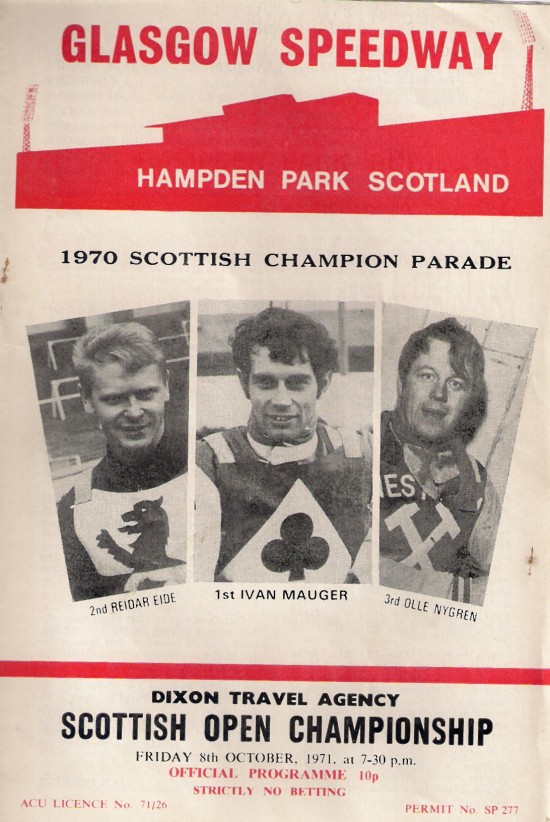 GLASGOW SPEEDWAY
HAMPDEN PARK SCOTLAND
1970 SCOTTISH CHAMPION PARADE
EST
2nd REIDAR EIDE
1st IVAN MAUGER
3rd OLLE NYGREN
DIXON TRAVEL AGENCY
SCOTTISH OPEN CHAMPIONSHIP
FRIDAY 8th OCTOBER, 1971, at 7-30 p.m.
OFFICIAL PROGRAMME 10p
STRICTLY NO BETTING
ACU LICENCE No. 71/26
PERMIT No. SP 277